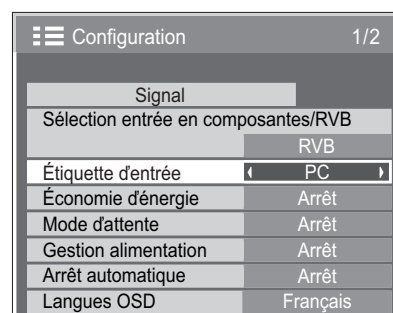 Configuration 1/2
Signal
Sélection entrée en composantes/RVB
RVB
Étiquette d'entrée PC
Économie d'énergie Arrêt
Mode d'attente Arrêt
Gestion alimentation Arrêt
Arrêt automatique Arrêt
Langues OSD Français